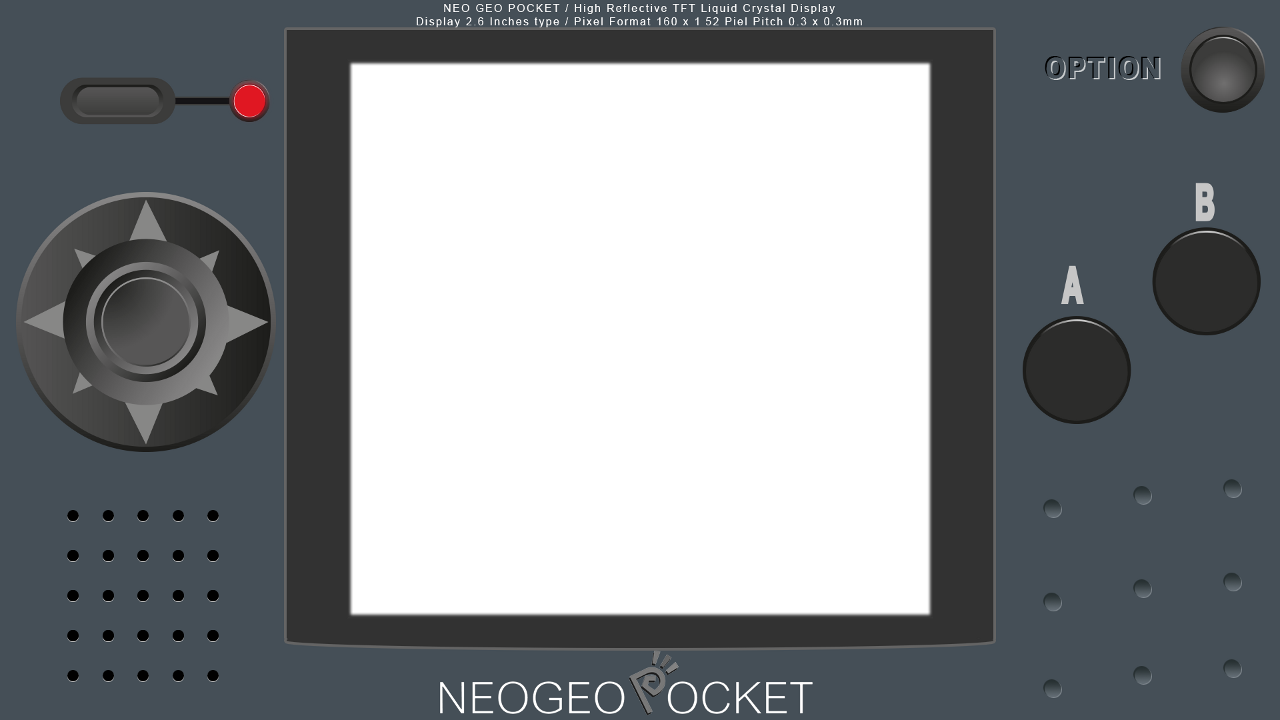 NEO GEO POCKET / High Reflective TFT Liquid Crystal Display
Display 2.6 Inches type / Pixel Format 160 x 1 52 Piel Pitch 0.3 x 0.3mm
OPTION
B
A
NEOGEO POCKET